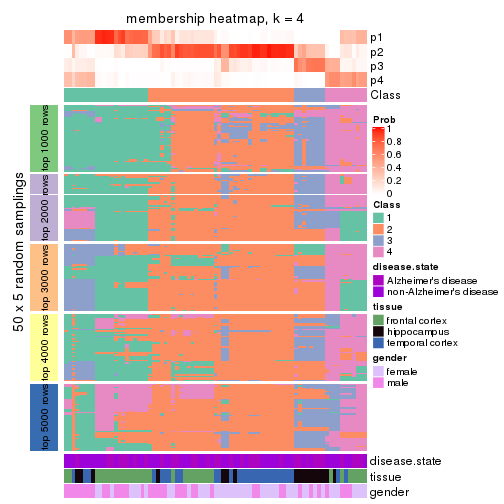 membership heatmap, k = 4
p1
p2
p3
p4
Class
50 x 5 random samplings
top 1000 rows
top 2000 rows
top 3000 rows
top 4000 rows
top 5000 rows
disease.state
tissue
gender
Prob
1
0.8
0.6
0.4
0.2
0
Class
1
2
3
4
disease.state
Alzheimer's disease
non-Alzheimer's disease
tissue
frontal cortex
hippocampus
temporal cortex
gender
female
male